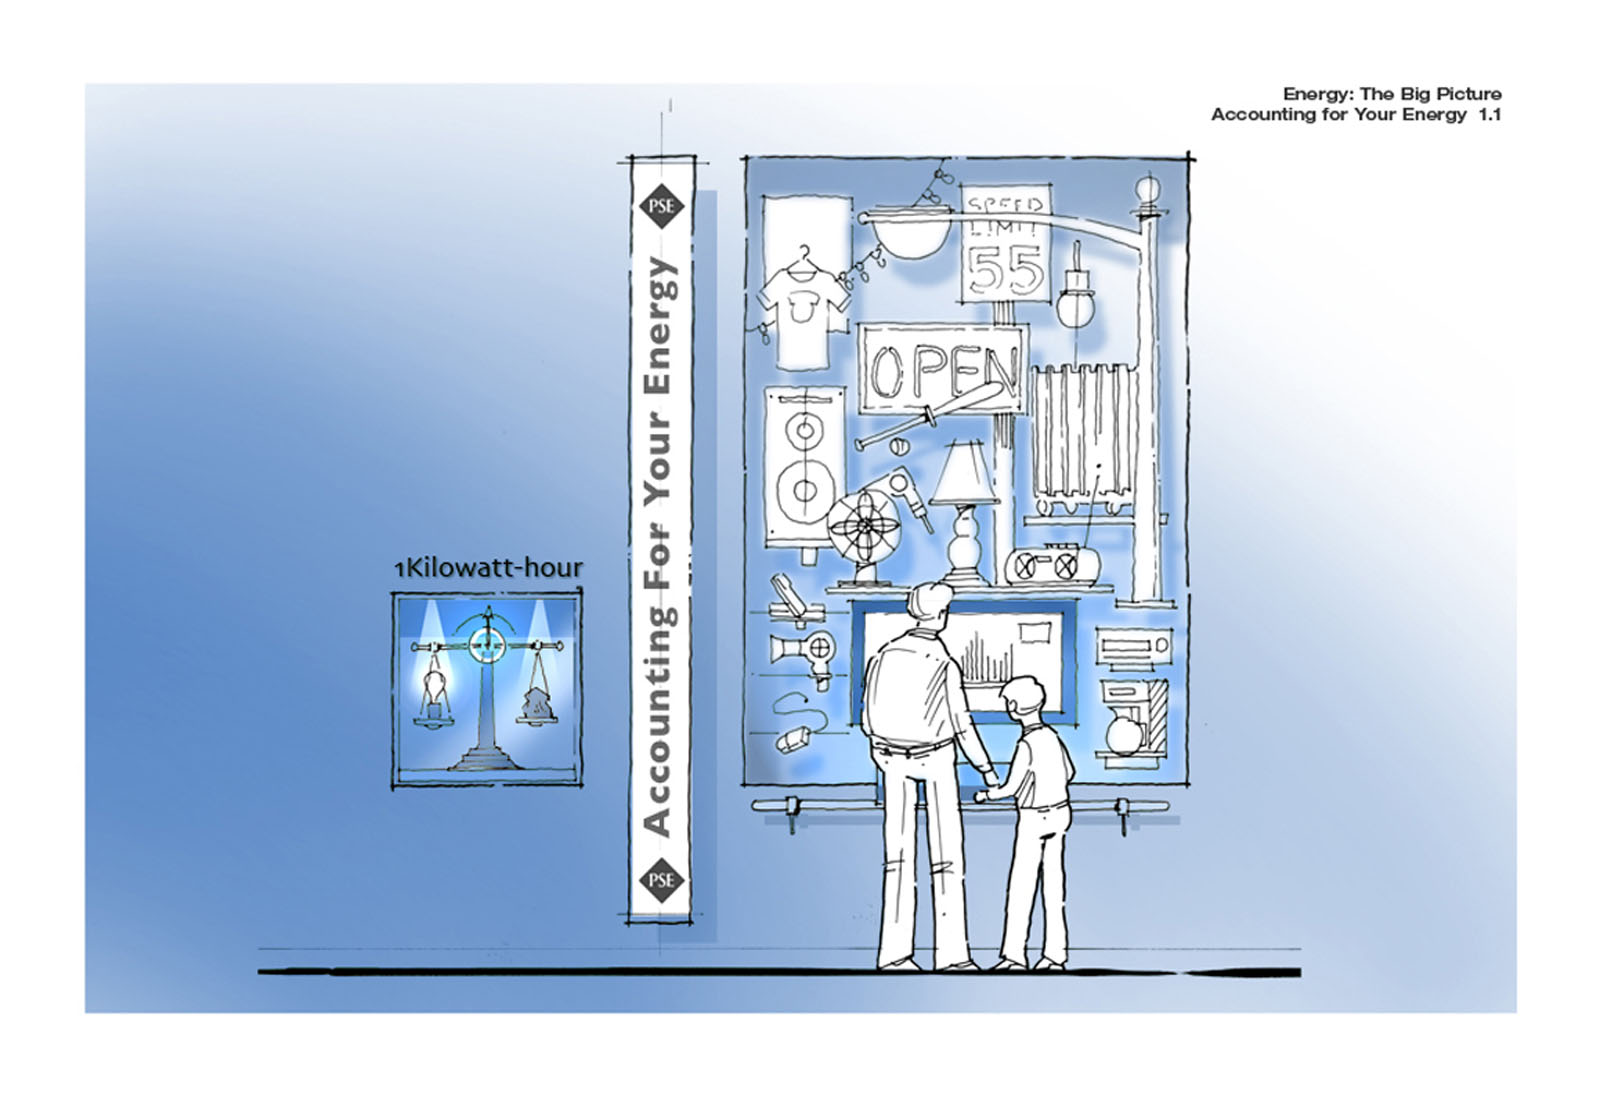 Energy: The Big Picture
Accounting for Your Energy 1.1
PSE
Accounting For Your Energy
PSE
1Kilowatt-hour
SPEED
LIMIT
55
OPEN